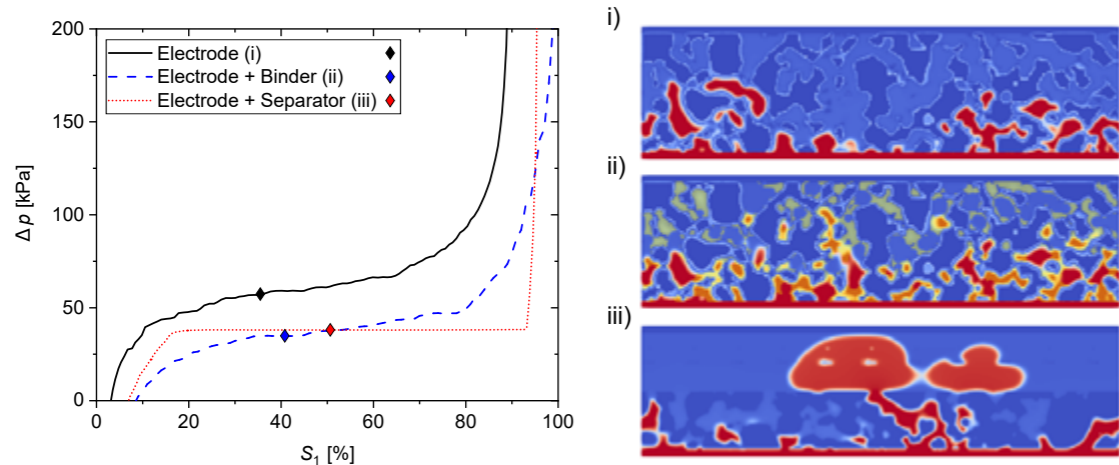 200
150
100
50
0
Δ p [kPa]
Electrode (i)
Electrode + Binder (ii)
Electrode + Separator (iii)
0 20 40 60 80 100
S1 [%]
i)
ii)
iii)